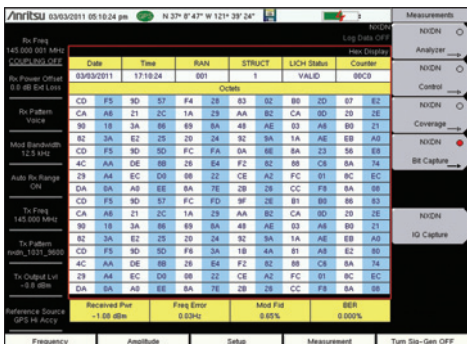 /inritsu 03/03/2011 05:10:24 pm N 37° 8' 47" W 121° 39' 24"
Measurements
NXDN
Log Data OFF
Hex Display
Rx Freq
145.000 001 MHz
COUPLING OFF
Rx Power Offset
0.0 dB Ext Loss
Rx Pattern
Voice
Mod Bandwidth
12.5 kHz
Auto Rx Range
ON
Tx Freq
145.000 MHz
Tx Pattern
nxdn_1031_9600
Tx Output Lvl
-0.8 dBm
Reference Source
GPS Hi Accy
Date Time RAN STRUCT LICH Status Counter
03/03/2011 17:10:24 001 1 VALID 00C0
Octets
CD F5 9D 57 F4 28 83 02 B0 2D 07 E2
CA A6 21 2C 1A 29 AA B2 CA 0D 20 2E
90 18 3A 86 69 8A 48 AE 03 A6 B0 21
82 3A E2 25 20 24 92 9A 1A AE EB A0
CD F5 9D 5D FC FA 0A 6E 8A 23 56 E8
4C AA DE 8B 26 E4 F2 82 88 C6 8A 74
29 A4 EC D0 08 22 CE A2 FC 01 8C EC
DA 0A A0 EE 8A 7E 2B 26 CC F8 8A 08
CD F5 9D 57 FC FD 9F 2E B1 B0 86 83
CA A6 21 2C 1A 29 AA B2 CA 0D 20 2E
90 18 3A 86 69 8A 48 AE 03 A6 B0 21
82 3A E2 25 20 24 92 9A 1A AE EB A0
CD F5 9D 5D F6 3A 1B 4A 81 A8 E2 80
4C AA DE 8B 26 E4 F2 82 88 C6 8A 74
29 A4 EC D0 08 22 CE A2 FC 01 8C EC
DA 0A A0 EE 8A 7E 2B 26 CC F8 8A 08
Received Pwr Freq Error Mod Fid BER
-1.00 dBm 0.03Hz 0.65% 0.000%
NXDN
Analyzer
NXDN
Control
NXDN
Coverage
NXDN
Bit Capture
NXDN
IQ Capture
Frequency Amplitude Setup Measurement Turn Sig-Gen OFF